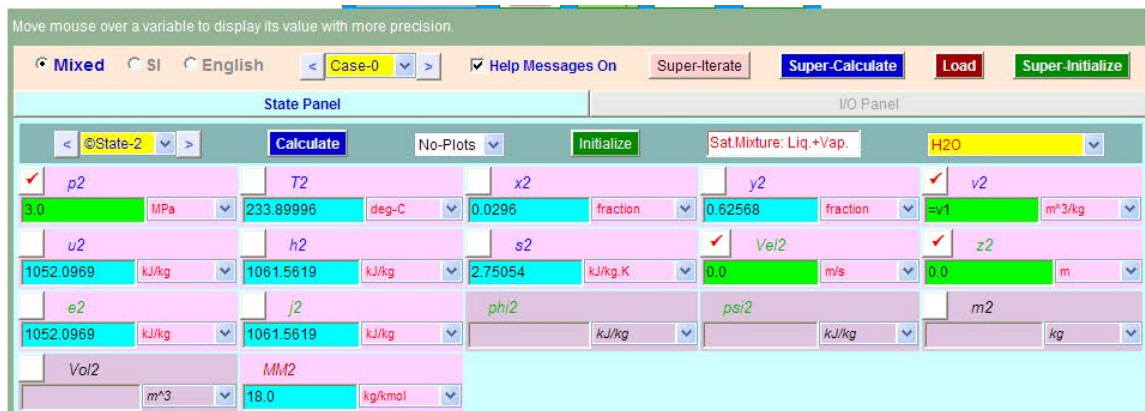 Move mouse over a variable to display its value with more precision.
Mixed SI English < Case-0 > Help Messages On Super-Iterate Super-Calculate Load Super-Initialize
State Panel I/O Panel
< ©State-2 > Calculate No-Plots Initialize Sat.Mixture: Liq.+Vap. H2O
p2 T2 x2 y2 v2
3.0 MPa 233.89996 deg-C 0.0296 fraction 0.62568 fraction =v1 m^3/kg
u2 h2 s2 Vel2 z2
1052.0969 kJ/kg 1061.5619 kJ/kg 2.75054 kJ/kg.K 0.0 m/s 0.0 m
e2 j2 phi2 psi2 m2
1052.0969 kJ/kg 1061.5619 kJ/kg kJ/kg kJ/kg kg
Vol2 MM2
m^3 18.0 kg/kmol